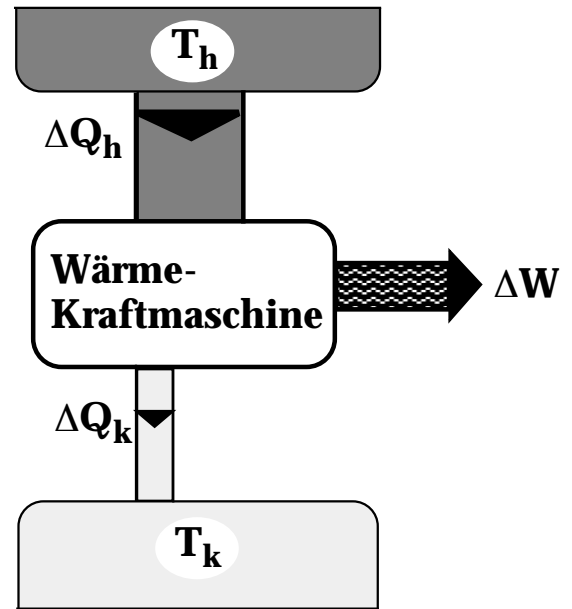 Th
ΔQh
Wärme-
Kraftmaschine
ΔW
ΔQk
Tk